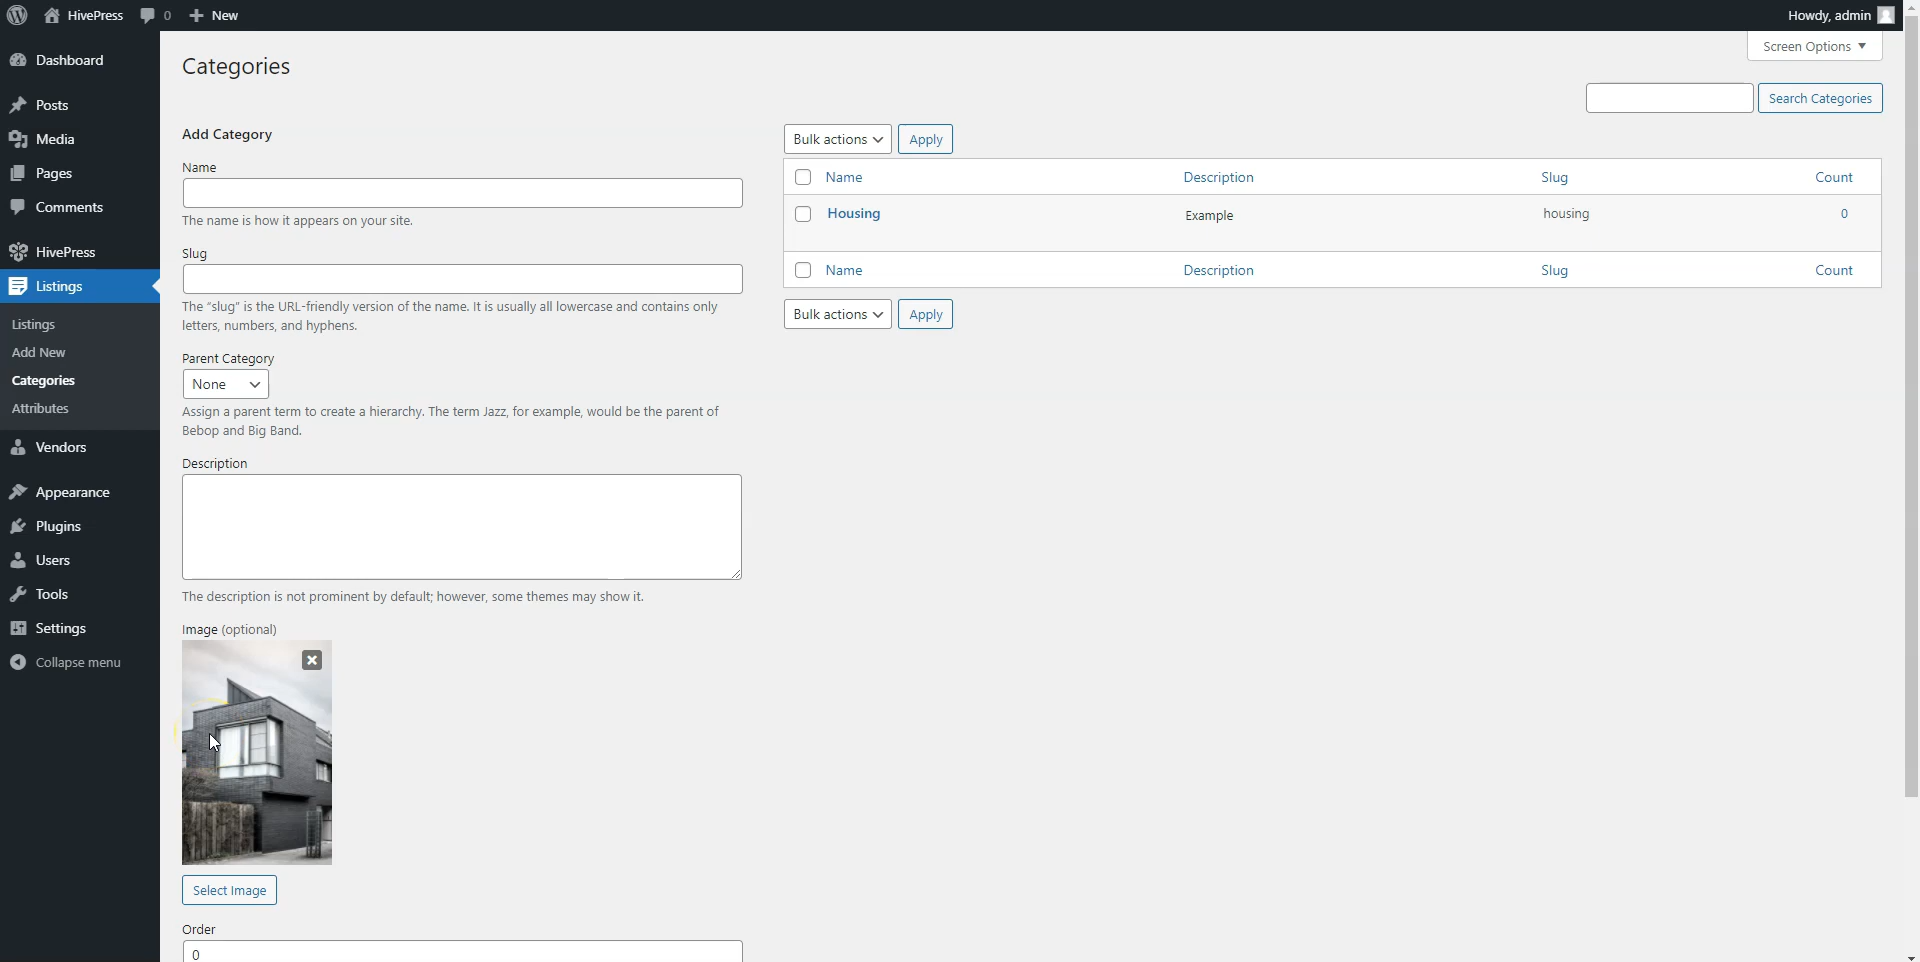 HivePress 0 New Howdy, admin
Dashboard
Posts
Media
Pages
Comments
HivePress
Listings
Listings
Add New
Categories
Attributes
Vendors
Appearance
Plugins
Users
Tools
Settings
Collapse menu
Screen Options
Categories
Search Categories
Add Category
Name
The name is how it appears on your site.
Slug
The "slug" is the URL-friendly version of the name. It is usually all lowercase and contains only
letters, numbers, and hyphens.
Parent Category
None
Assign a parent term to create a hierarchy. The term Jazz, for example, would be the parent of
Bebop and Big Band.
Description
The description is not prominent by default; however, some themes may show it.
Image (optional)
Select Image
Order
0
Bulk actions Apply
Name Description Slug Count
Housing Example housing 0
Name Description Slug Count
Bulk actions Apply